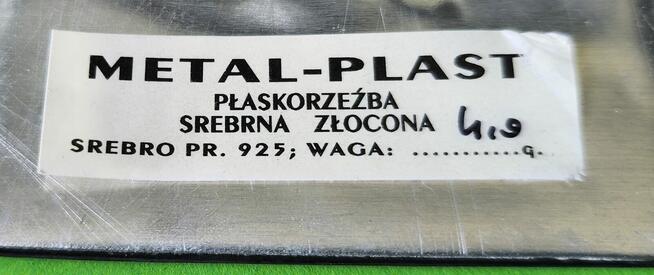 METAL-PLAST
PŁASKORZEŹBA
SREBRNA ZŁOCONA 4,9
SREBRO PR. 925; WAGA: ............g.